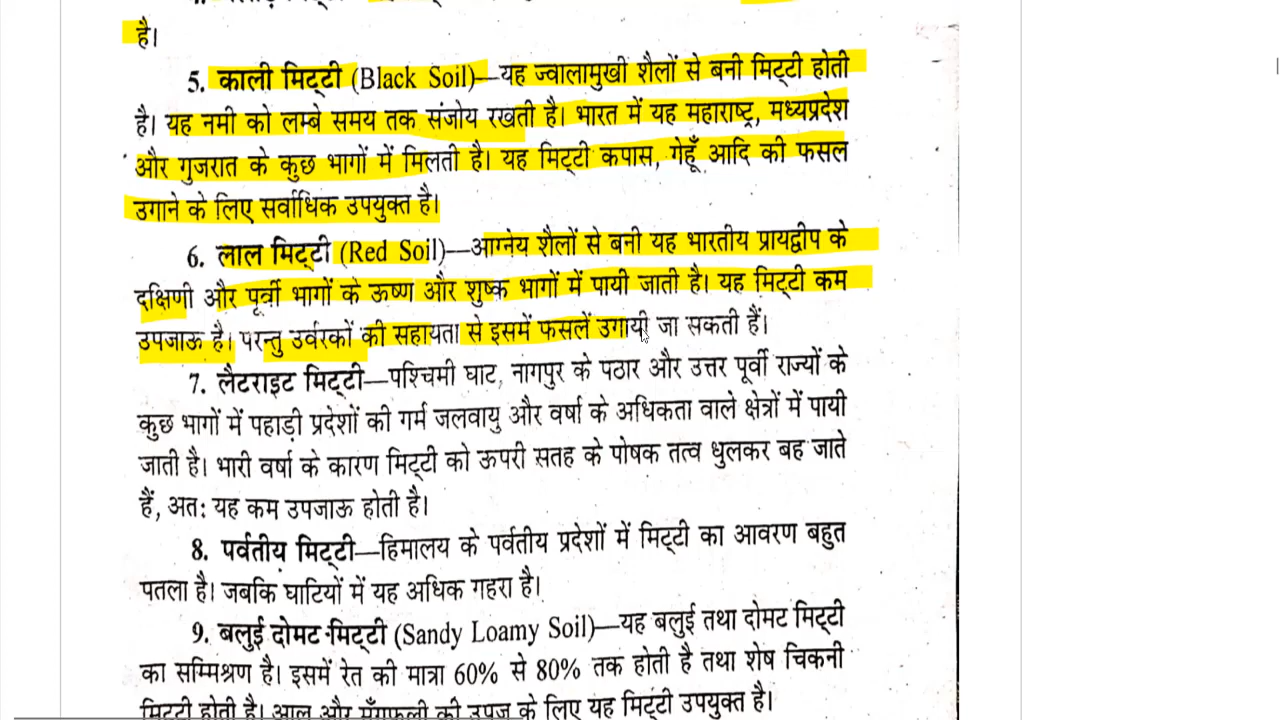 है।
5. काली मिट्टी (Black Soil)—यह ज्वालामुखी शैलों से बनी मिट्टी होती
है। यह नमी को लम्बे समय तक संजोय रखती है। भारत में यह महाराष्ट्र, मध्यप्रदेश
और गुजरात के कुछ भागों में मिलती है। यह मिट्टी कपास, गेहूँ आदि की फसल
उगाने के लिए सर्वाधिक उपयुक्त है।
6. लाल मिट्टी (Red Soil)—आग्नेय शैलों से बनी यह भारतीय प्रायद्वीप के
दक्षिणी और पूर्वी भागों के ऊष्ण और शुष्क भागों में पायी जाती है। यह मिट्टी कम
उपजाऊ है। परन्तु उर्वरकों की सहायता से इसमें फसलें उगायी जा सकती हैं।
7. लैटराइट मिट्टी—पश्चिमी घाट, नागपुर के पठार और उत्तर पूर्वी राज्यों के
कुछ भागों में पहाड़ी प्रदेशों की गर्म जलवायु और वर्षा के अधिकता वाले क्षेत्रों में पायी
जाती है। भारी वर्षा के कारण मिट्टी को ऊपरी सतह के पोषक तत्व धुलकर बह जाते
हैं, अतः यह कम उपजाऊ होती है।
8. पर्वतीय मिट्टी—हिमालय के पर्वतीय प्रदेशों में मिट्टी का आवरण बहुत
पतला है। जबकि घाटियों में यह अधिक गहरा है।
9. बलुई दोमट मिट्टी (Sandy Loamy Soil)—यह बलुई तथा दोमट मिट्टी
का सम्मिश्रण है। इसमें रेत की मात्रा 60% से 80% तक होती है तथा शेष चिकनी
मिट्टी होती है। आलू और मूँगफली की उपज के लिए यह मिट्टी उपयुक्त है।